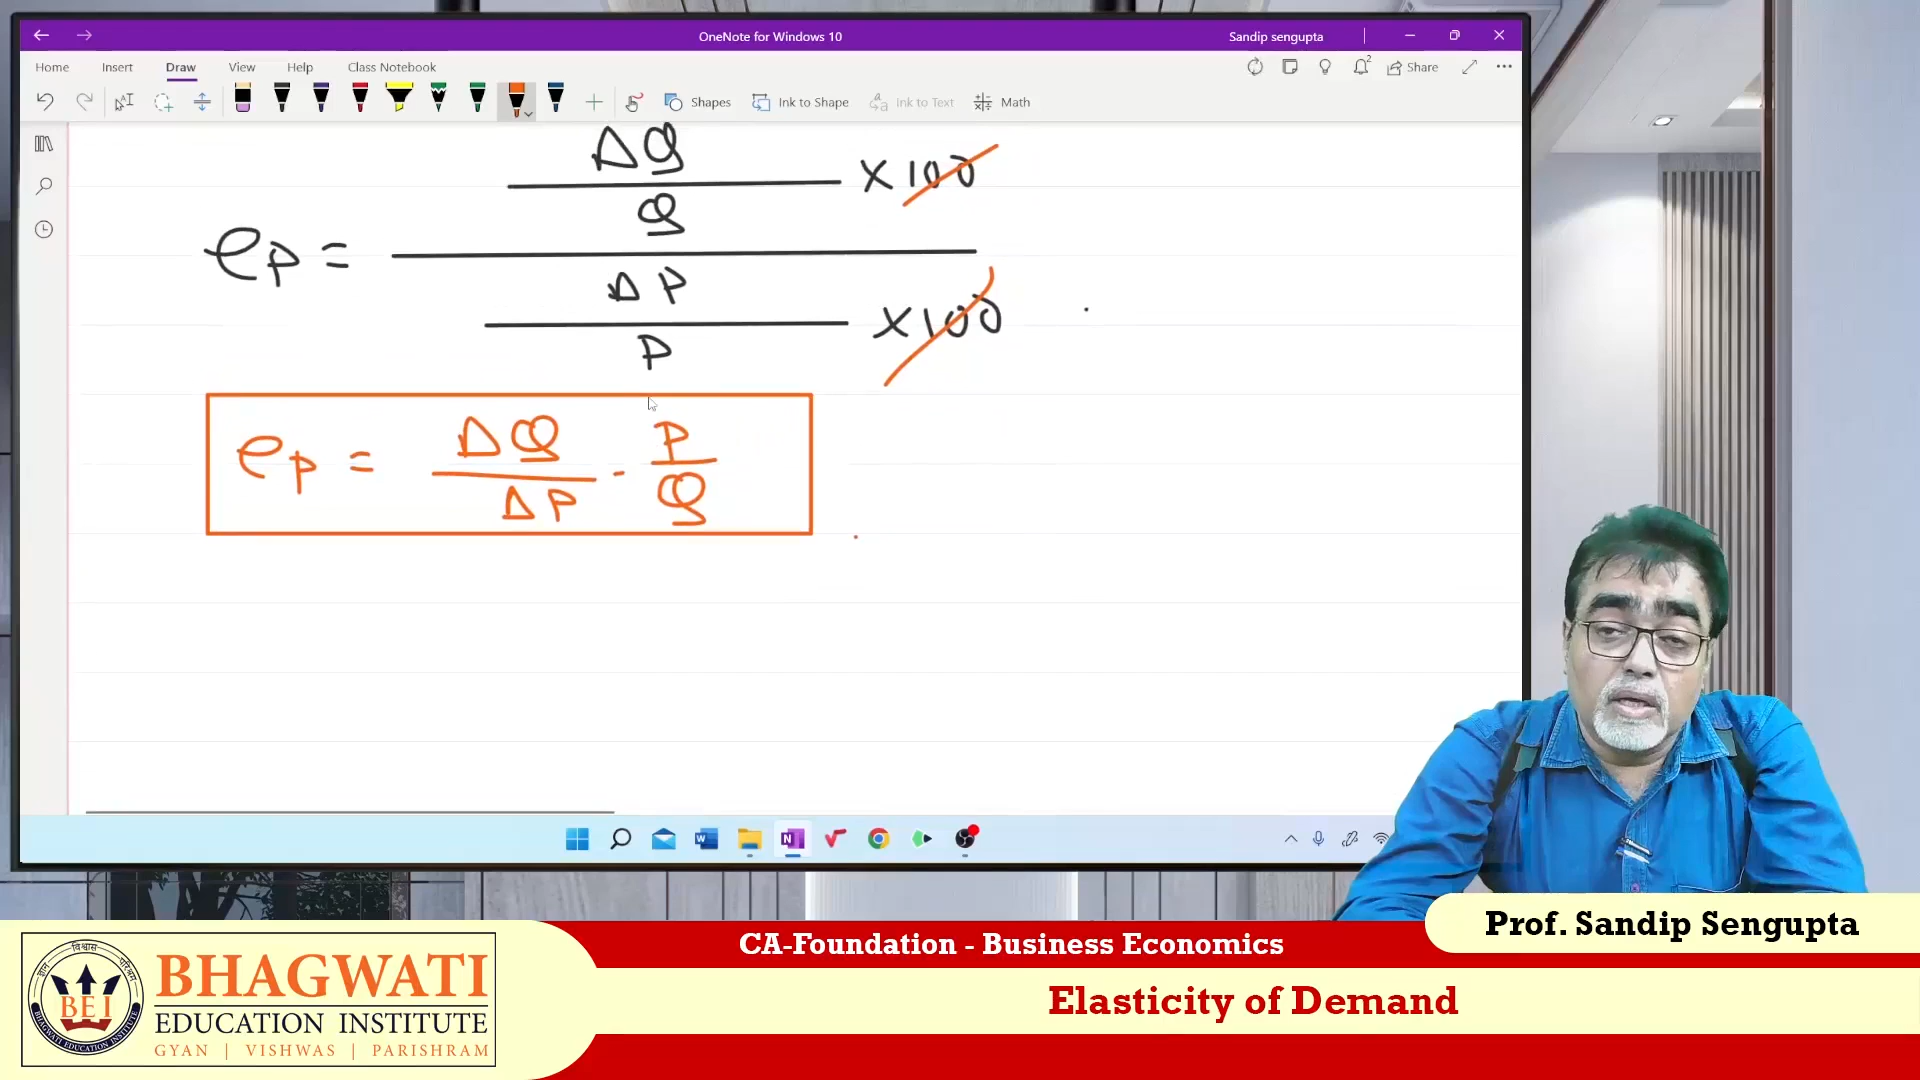 OneNote for Windows 10
Sandip sengupta
Home Insert Draw View Help Class Notebook
2
Share
Shapes Ink to Shape Ink to Text Math
ΔQ
× 100
Q
ep =
ΔP
× 100
P
ep = ΔQ/ΔP · P/Q
Prof. Sandip Sengupta
CA-Foundation - Business Economics
Elasticity of Demand
विश्वास
BEI
BHAGWATI
EDUCATION INSTITUTE
GYAN | VISHWAS | PARISHRAM